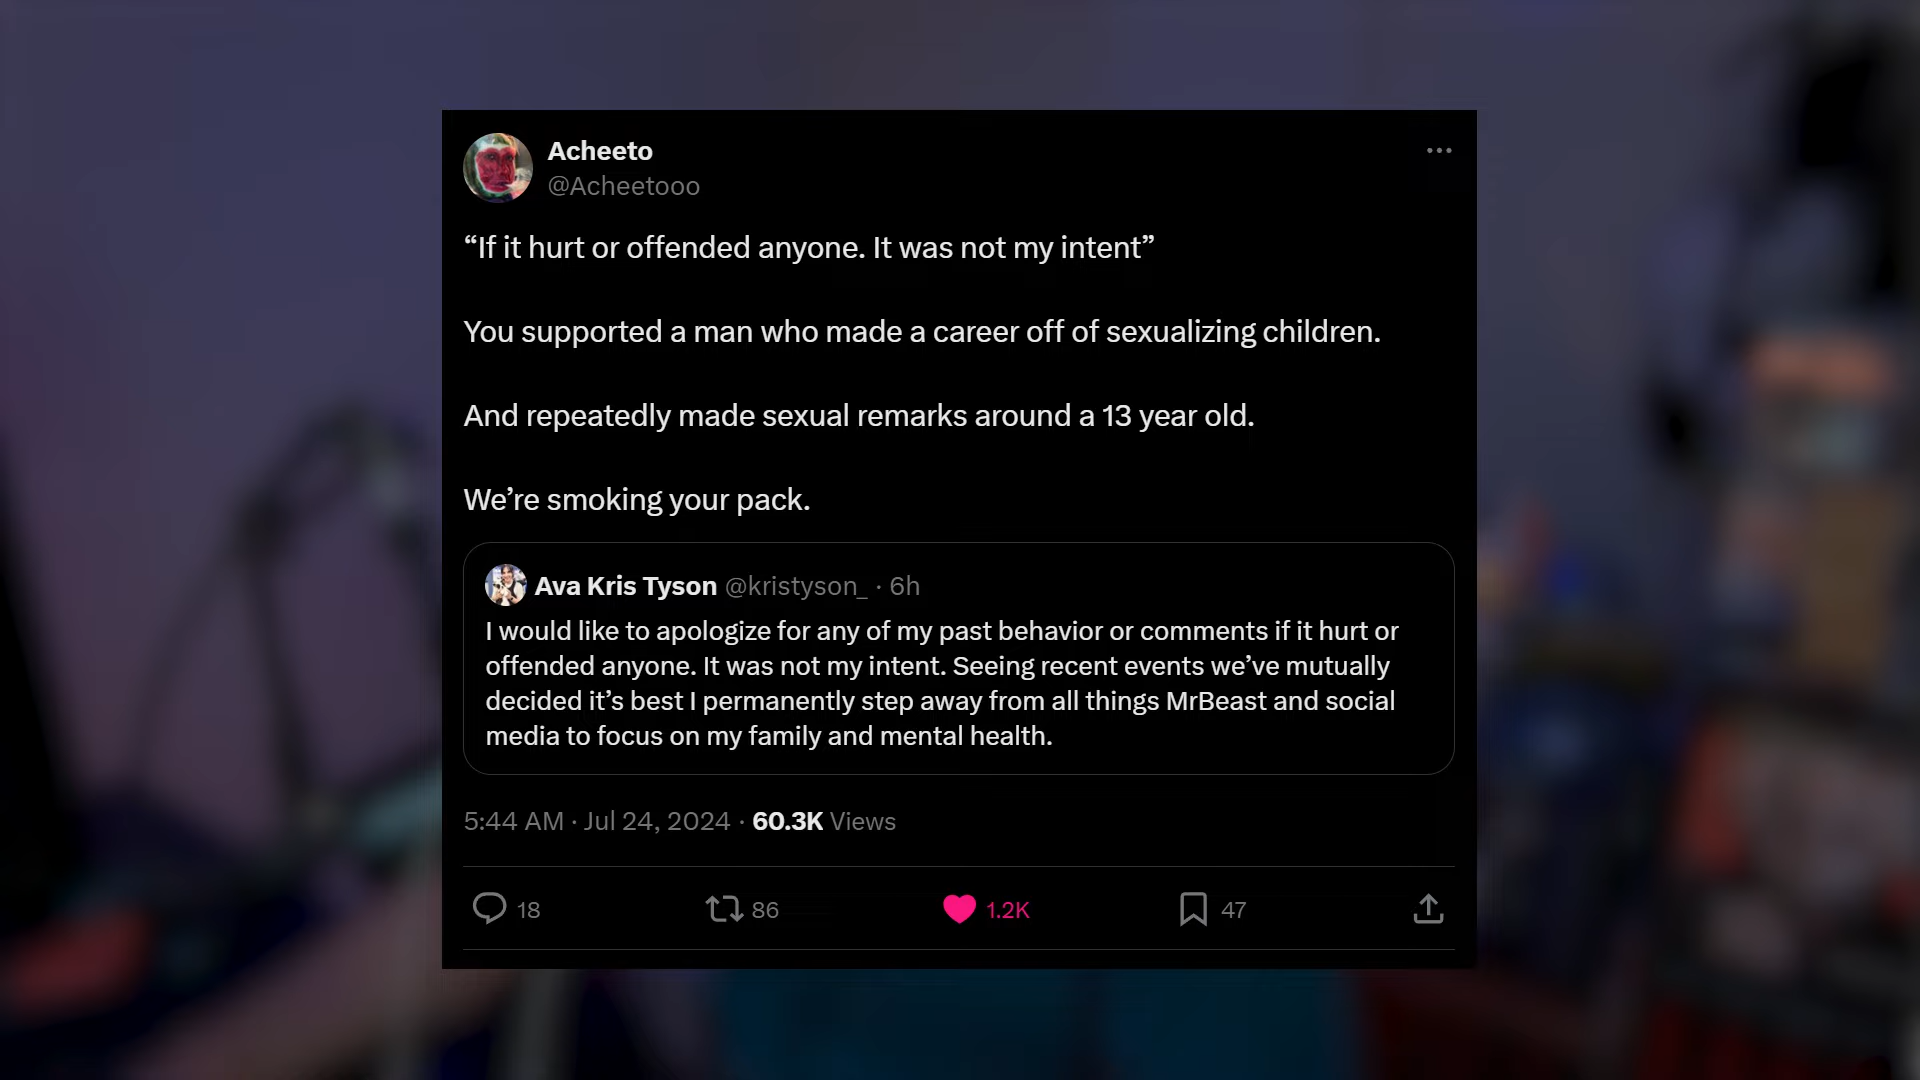 Acheeto
@Acheetooo
“If it hurt or offended anyone. It was not my intent”
You supported a man who made a career off of sexualizing children.
And repeatedly made sexual remarks around a 13 year old.
We’re smoking your pack.
Ava Kris Tyson @kristyson_ · 6h
I would like to apologize for any of my past behavior or comments if it hurt or
offended anyone. It was not my intent. Seeing recent events we’ve mutually
decided it’s best I permanently step away from all things MrBeast and social
media to focus on my family and mental health.
5:44 AM · Jul 24, 2024 · 60.3K Views
18 86 1.2K 47